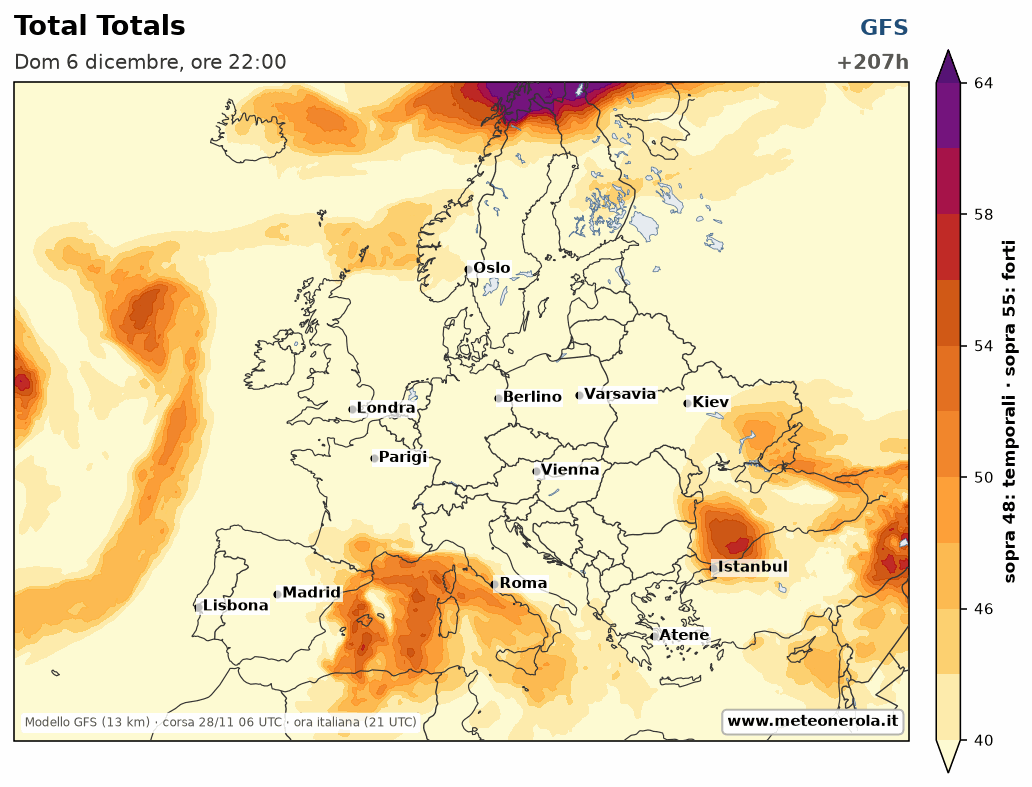 Total Totals
GFS
Dom 6 dicembre, ore 22:00
+207h
64
58
54
50
46
40
sopra 48: temporali · sopra 55: forti
Oslo
Berlino
Varsavia
Kiev
Londra
Parigi
Vienna
Istanbul
Roma
Madrid
Lisbona
Atene
Modello GFS (13 km) · corsa 28/11 06 UTC · ora italiana (21 UTC)
www.meteonerola.it